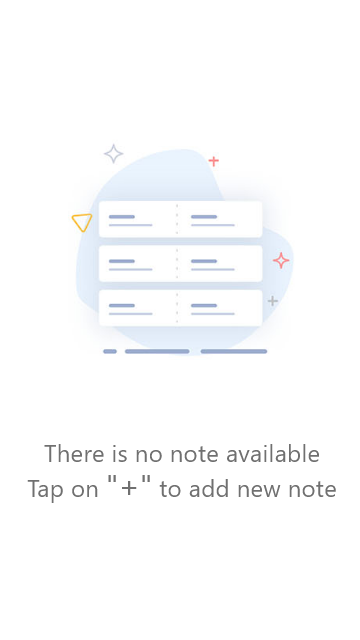 There is no note available
Tap on "+" to add new note